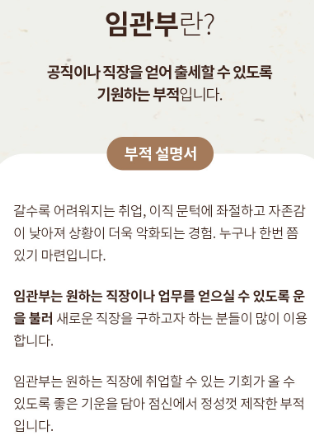 임관부란?
공직이나 직장을 얻어 출세할 수 있도록
기원하는 부적입니다.
부적 설명서
갈수록 어려워지는 취업, 이직 문턱에 좌절하고 자존감
이 낮아져 상황이 더욱 악화되는 경험. 누구나 한번 쯤
있기 마련입니다.
임관부는 원하는 직장이나 업무를 얻으실 수 있도록 운
을 불러 새로운 직장을 구하고자 하는 분들이 많이 이용
합니다.
임관부는 원하는 직장에 취업할 수 있는 기회가 올 수
있도록 좋은 기운을 담아 점신에서 정성껏 제작한 부적
입니다.